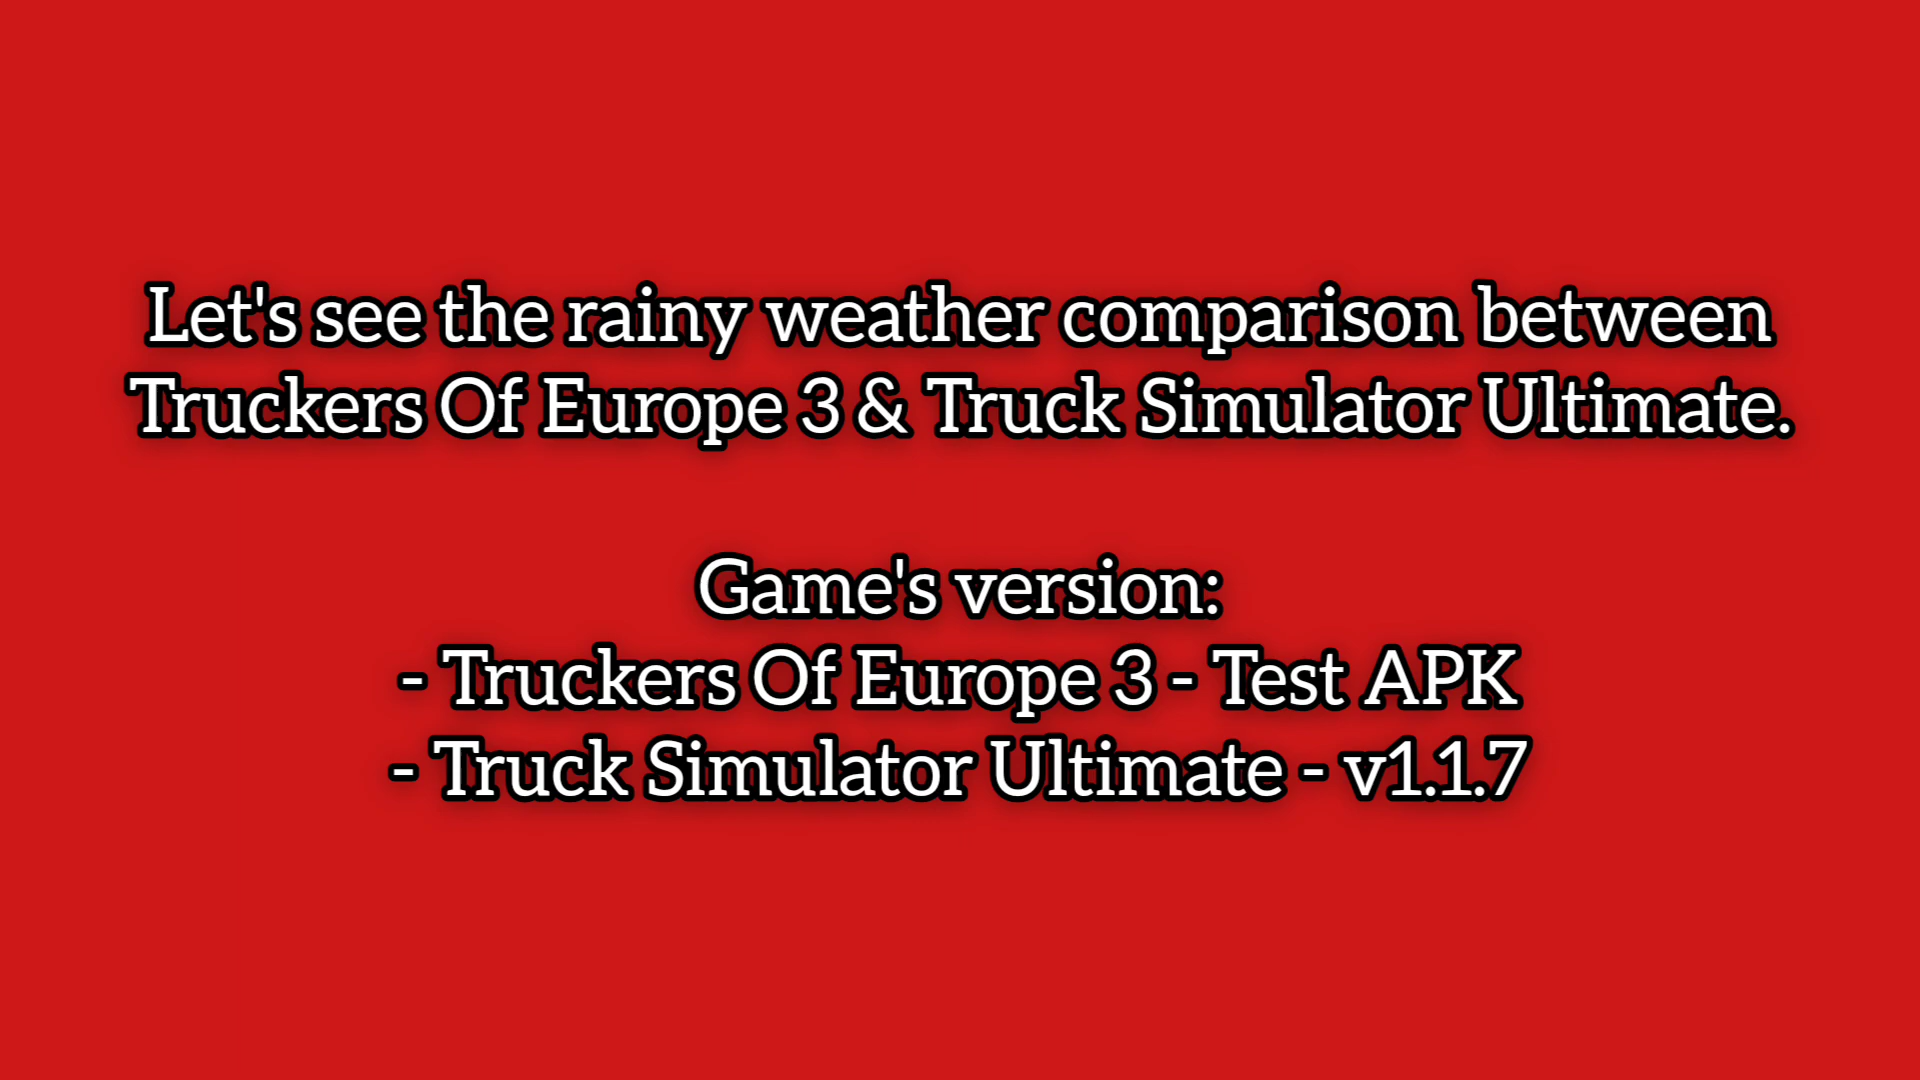 Let's see the rainy weather comparison between
Truckers Of Europe 3 & Truck Simulator Ultimate.
Game's version:
- Truckers Of Europe 3 - Test APK
- Truck Simulator Ultimate - v1.1.7